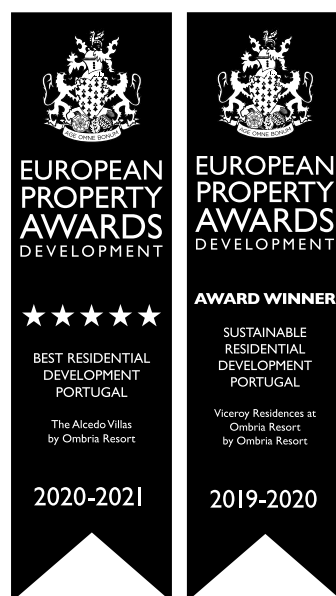 AGE OMNE BONUM
EUROPEAN
PROPERTY
AWARDS
DEVELOPMENT
BEST RESIDENTIAL
DEVELOPMENT
PORTUGAL
The Alcedo Villas
by Ombria Resort
2020-2021
AGE OMNE BONUM
EUROPEAN
PROPERTY
AWARDS
DEVELOPMENT
AWARD WINNER
SUSTAINABLE
RESIDENTIAL
DEVELOPMENT
PORTUGAL
Viceroy Residences at
Ombria Resort
by Ombria Resort
2019-2020